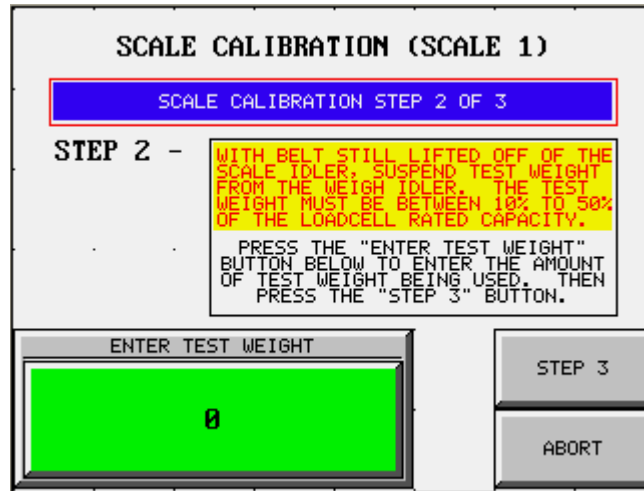 SCALE CALIBRATION (SCALE 1)
SCALE CALIBRATION STEP 2 OF 3
STEP 2 -
WITH BELT STILL LIFTED OFF OF THE
SCALE IDLER, SUSPEND TEST WEIGHT
FROM THE WEIGH IDLER. THE TEST
WEIGHT MUST BE BETWEEN 10% TO 50%
OF THE LOADCELL RATED CAPACITY.
PRESS THE "ENTER TEST WEIGHT"
BUTTON BELOW TO ENTER THE AMOUNT
OF TEST WEIGHT BEING USED. THEN
PRESS THE "STEP 3" BUTTON.
ENTER TEST WEIGHT
0
STEP 3
ABORT